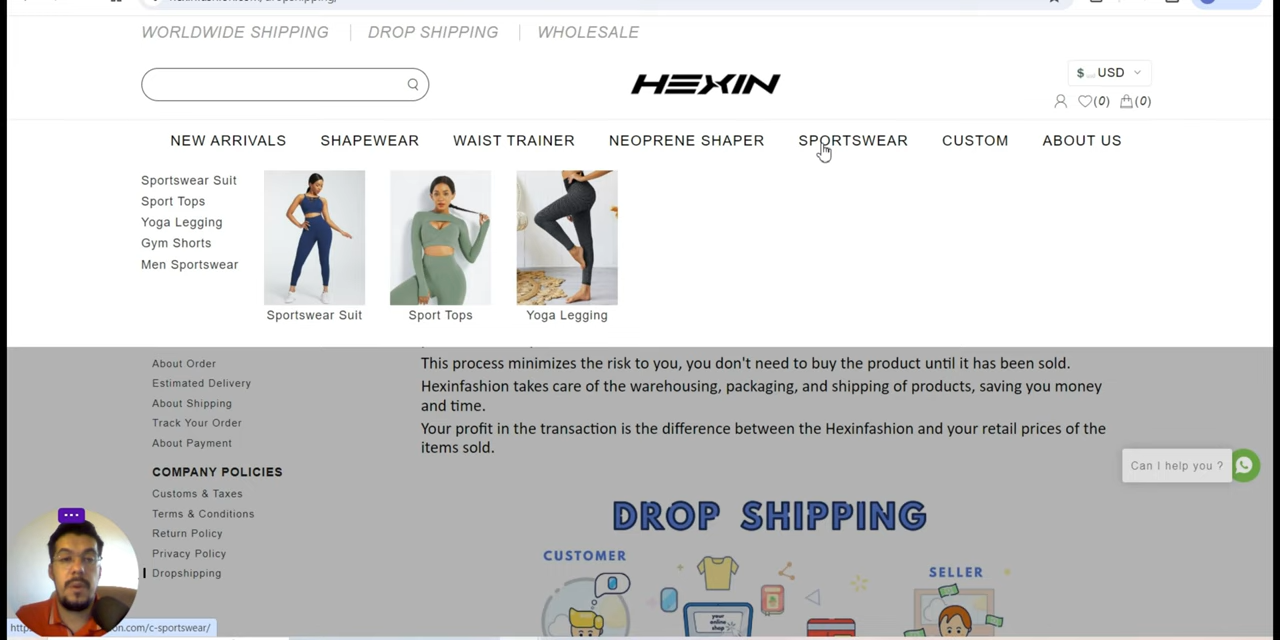 WORLDWIDE SHIPPING
DROP SHIPPING
WHOLESALE
HEXIN
$ USD
(0)
(0)
NEW ARRIVALS
SHAPEWEAR
WAIST TRAINER
NEOPRENE SHAPER
SPORTSWEAR
CUSTOM
ABOUT US
Sportswear Suit
Sport Tops
Yoga Legging
Gym Shorts
Men Sportswear
Sportswear Suit
Sport Tops
Yoga Legging
About Order
Estimated Delivery
About Shipping
Track Your Order
About Payment
COMPANY POLICIES
Customs & Taxes
Terms & Conditions
Return Policy
Privacy Policy
Dropshipping
This process minimizes the risk to you, you don't need to buy the product until it has been sold.
Hexinfashion takes care of the warehousing, packaging, and shipping of products, saving you money
and time.
Your profit in the transaction is the difference between the Hexinfashion and your retail prices of the
items sold.
Can I help you ?
DROP SHIPPING
CUSTOMER
SELLER
your
online
shop
on.com/c-sportswear/